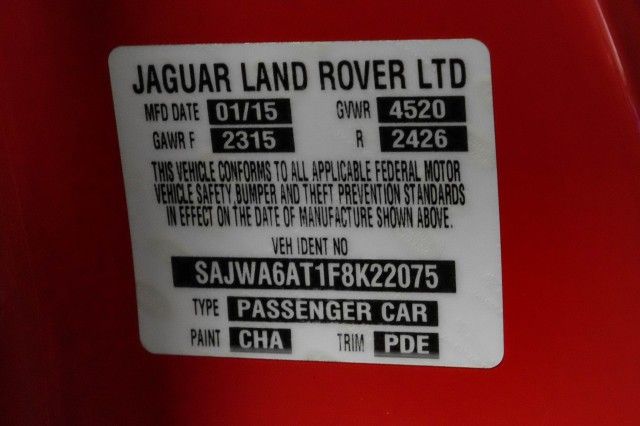 JAGUAR LAND ROVER LTD
MFD DATE 01/15 GVWR 4520
GAWR F 2315 R 2426
THIS VEHICLE CONFORMS TO ALL APPLICABLE FEDERAL MOTOR
VEHICLE SAFETY,BUMPER AND THEFT PREVENTION STANDARDS
IN EFFECT ON THE DATE OF MANUFACTURE SHOWN ABOVE.
VEH IDENT NO
SAJWA6AT1F8K22075
TYPE PASSENGER CAR
PAINT CHA TRIM PDE